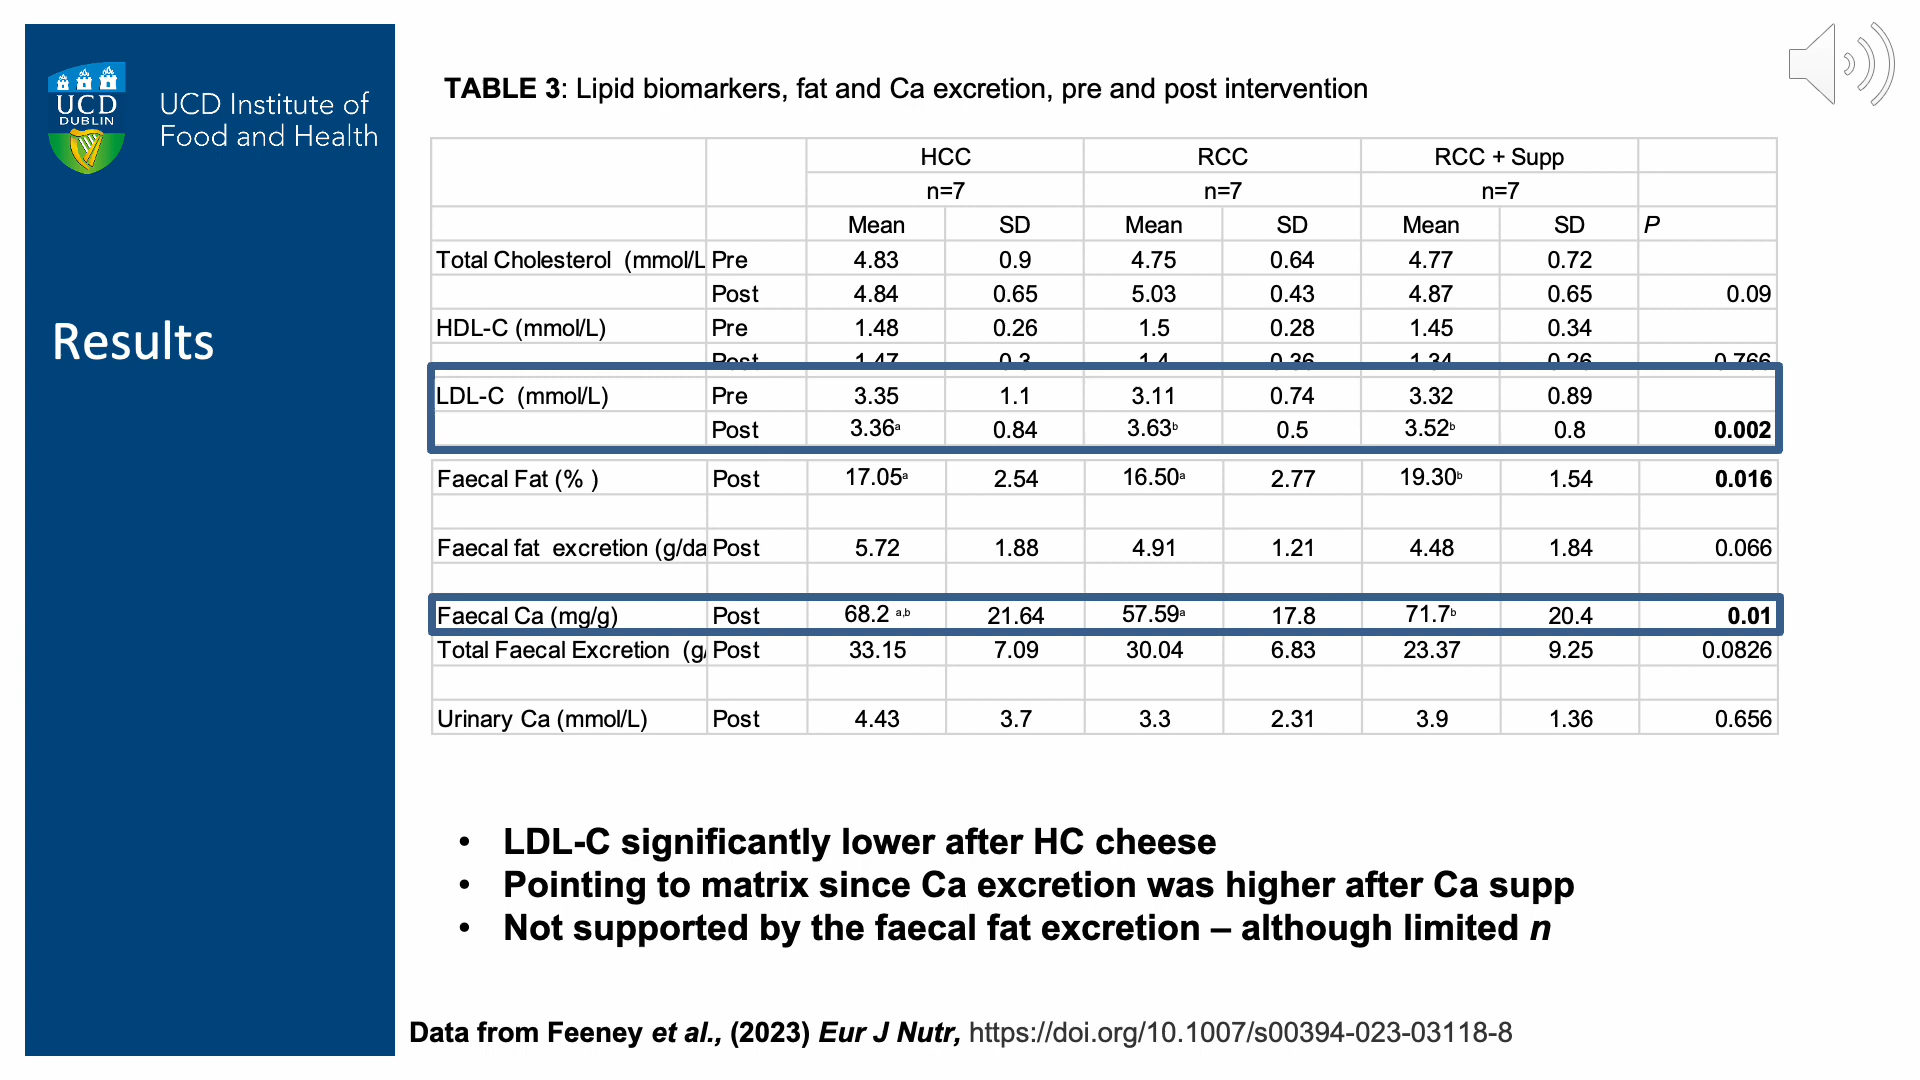 UCD
DUBLIN
UCD Institute of
Food and Health
Results
TABLE 3: Lipid biomarkers, fat and Ca excretion, pre and post intervention
HCC RCC RCC + Supp
n=7 n=7 n=7
Mean SD Mean SD Mean SD P
Total Cholesterol (mmol/L Pre 4.83 0.9 4.75 0.64 4.77 0.72
Post 4.84 0.65 5.03 0.43 4.87 0.65 0.09
HDL-C (mmol/L) Pre 1.48 0.26 1.5 0.28 1.45 0.34
Post 1.47 0.3 1.4 0.36 1.34 0.26 0.766
LDL-C (mmol/L) Pre 3.35 1.1 3.11 0.74 3.32 0.89
Post 3.36a 0.84 3.63b 0.5 3.52b 0.8 0.002
Faecal Fat (% ) Post 17.05a 2.54 16.50a 2.77 19.30b 1.54 0.016
Faecal fat excretion (g/da Post 5.72 1.88 4.91 1.21 4.48 1.84 0.066
Faecal Ca (mg/g) Post 68.2 a,b 21.64 57.59a 17.8 71.7b 20.4 0.01
Total Faecal Excretion (g/ Post 33.15 7.09 30.04 6.83 23.37 9.25 0.0826
Urinary Ca (mmol/L) Post 4.43 3.7 3.3 2.31 3.9 1.36 0.656
• LDL-C significantly lower after HC cheese
• Pointing to matrix since Ca excretion was higher after Ca supp
• Not supported by the faecal fat excretion – although limited n
Data from Feeney et al., (2023) Eur J Nutr, https://doi.org/10.1007/s00394-023-03118-8